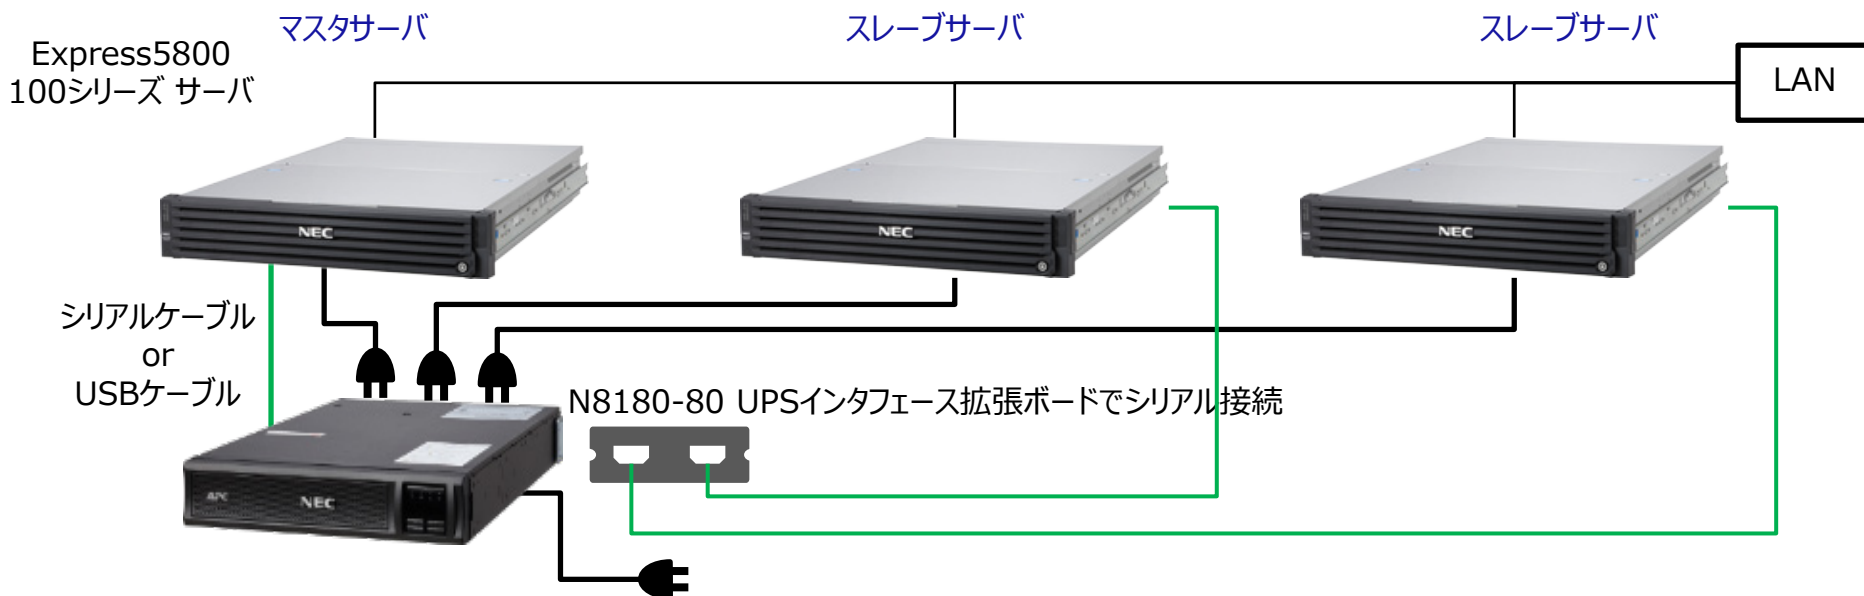 マスタサーバ
スレーブサーバ
スレーブサーバ
Express5800
100シリーズ サーバ
LAN
NEC
NEC
NEC
シリアルケーブル
or
USBケーブル
N8180-80 UPSインタフェース拡張ボードでシリアル接続
APC
NEC